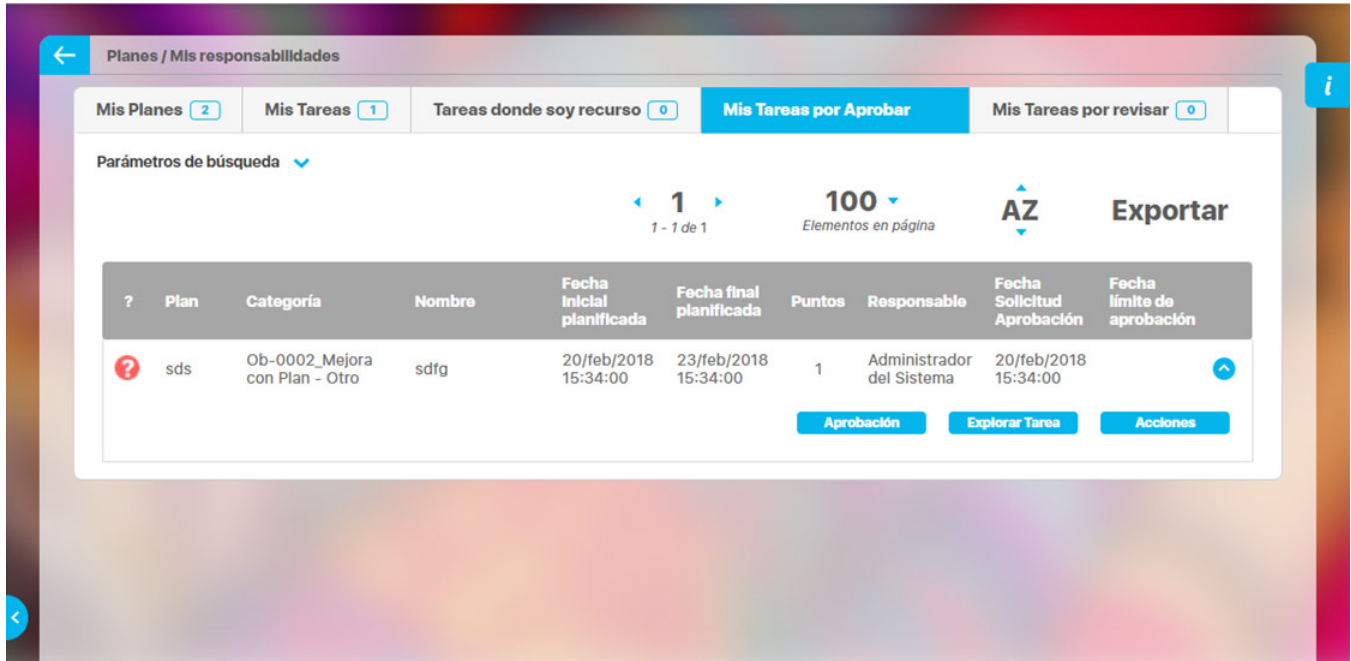 Planes / Mis responsabilidades
i
Mis Planes 2 Mis Tareas 1 Tareas donde soy recurso 0 Mis Tareas por Aprobar Mis Tareas por revisar 0
Parámetros de búsqueda
1 100 AZ Exportar
1 - 1 de 1 Elementos en página
? Plan Categoría Nombre Fecha Inicial planificada Fecha final planificada Puntos Responsable Fecha Solicitud Aprobación Fecha límite de aprobación
? sds Ob-0002_Mejora con Plan - Otro sdfg 20/feb/2018 15:34:00 23/feb/2018 15:34:00 1 Administrador del Sistema 20/feb/2018 15:34:00
Aprobación Explorar Tarea Acciones